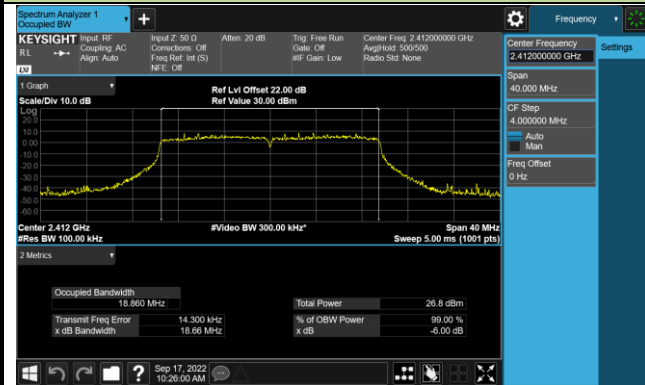 Spectrum Analyzer 1
Occupied BW
Frequency
KEYSIGHT
RL
LXI
Input: RF
Coupling: AC
Align: Auto
Input Z: 50 Ω
Corrections: Off
Freq Ref: Int (S)
NFE: Off
Atten: 20 dB
Trig: Free Run
Gate: Off
#IF Gain: Low
Center Freq: 2.412000000 GHz
Avg|Hold: 500/500
Radio Std: None
Center Frequency
2.412000000 GHz
Settings
Span
40.000 MHz
CF Step
4.000000 MHz
Auto
Man
Freq Offset
0 Hz
1 Graph
Scale/Div 10.0 dB
Ref Lvl Offset 22.00 dB
Ref Value 30.00 dBm
Log
20.0
10.0
0.00
-10.0
-20.0
-30.0
-40.0
-50.0
-60.0
Center 2.412 GHz
#Res BW 100.00 kHz
#Video BW 300.00 kHz*
Span 40 MHz
Sweep 5.00 ms (1001 pts)
2 Metrics
Occupied Bandwidth
18.860 MHz
Total Power 26.8 dBm
Transmit Freq Error 14.300 kHz
% of OBW Power 99.00 %
x dB Bandwidth 18.66 MHz
x dB -6.00 dB
?
Sep 17, 2022
10:26:00 AM